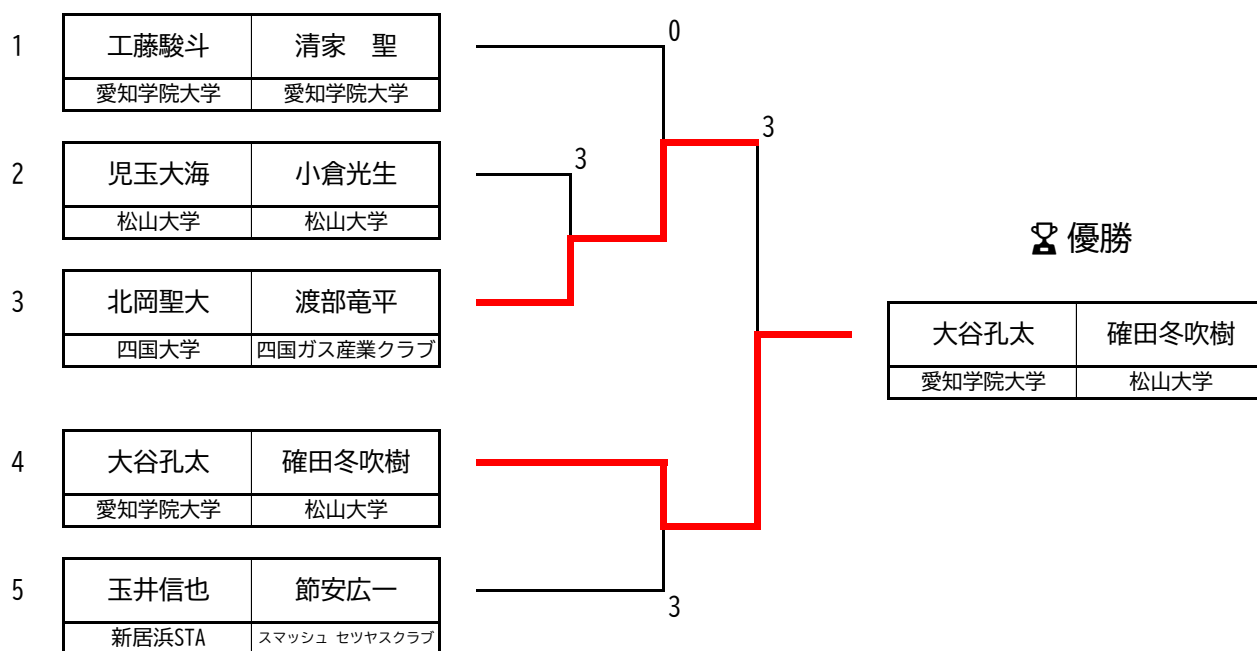 0
1 工藤駿斗 清家 聖
愛知学院大学 愛知学院大学
3
3
2 児玉大海 小倉光生
松山大学 松山大学
優勝
3 北岡聖大 渡部竜平
四国大学 四国ガス産業クラブ
大谷孔太 確田冬吹樹
愛知学院大学 松山大学
4 大谷孔太 確田冬吹樹
愛知学院大学 松山大学
5 玉井信也 節安広一
3
新居浜STA スマッシュ セツヤスクラブ